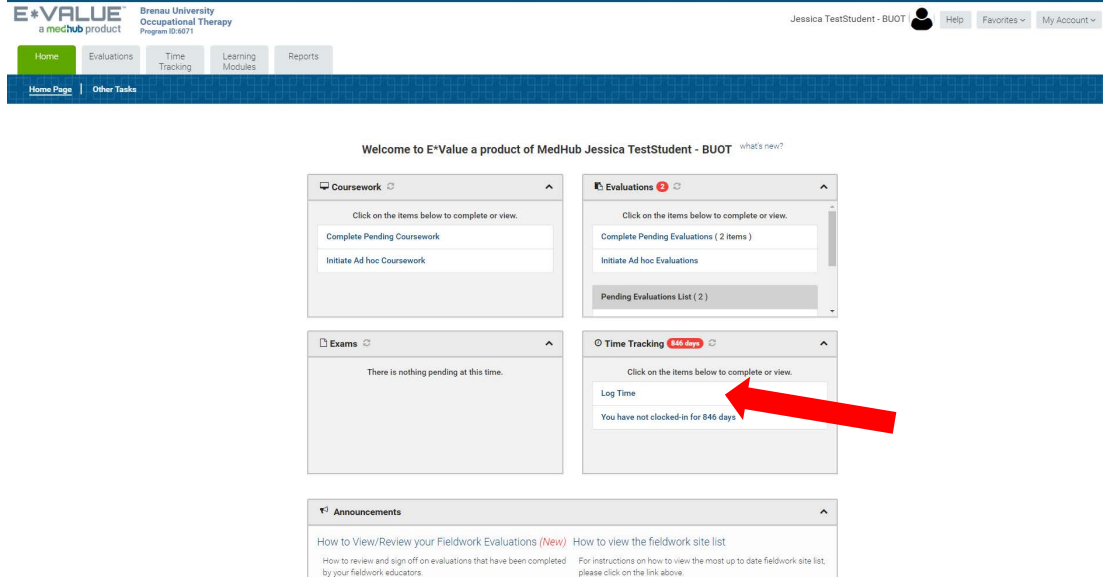 E*VALUE™
a medhub product
Brenau University
Occupational Therapy
Program ID:6071
Jessica TestStudent - BUOT
Help
Favorites
My Account
Home
Evaluations
Time
Tracking
Learning
Modules
Reports
Home Page | Other Tasks
Welcome to E*Value a product of MedHub Jessica TestStudent - BUOT what's new?
Coursework
Click on the items below to complete or view.
Complete Pending Coursework
Initiate Ad hoc Coursework
Evaluations 2
Click on the items below to complete or view.
Complete Pending Evaluations ( 2 items )
Initiate Ad hoc Evaluations
Pending Evaluations List ( 2 )
Exams
There is nothing pending at this time.
Time Tracking 846 days
Click on the items below to complete or view.
Log Time
You have not clocked-in for 846 days
Announcements
How to View/Review your Fieldwork Evaluations (New)
How to review and sign off on evaluations that have been completed
by your fieldwork educators.
How to view the fieldwork site list
For instructions on how to view the most up to date fieldwork site list,
please click on the link above.